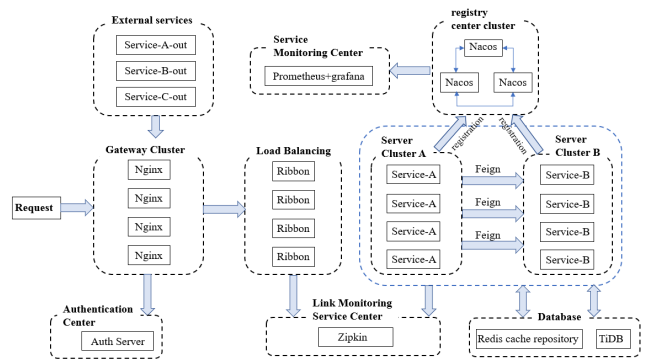 External services
Service-A-out
Service-B-out
Service-C-out
Service
Monitoring Center
Prometheus+grafana
registry
center cluster
Nacos
Nacos
Nacos
registration
registration
Gateway Cluster
Nginx
Nginx
Nginx
Nginx
Request
Load Balancing
Ribbon
Ribbon
Ribbon
Ribbon
Server
Cluster A
Service-A
Service-A
Service-A
Service-A
Feign
Feign
Feign
Server
Cluster B
Service-B
Service-B
Service-B
Service-B
Authentication
Center
Auth Server
Link Monitoring
Service Center
Zipkin
Database
Redis cache repository
TiDB